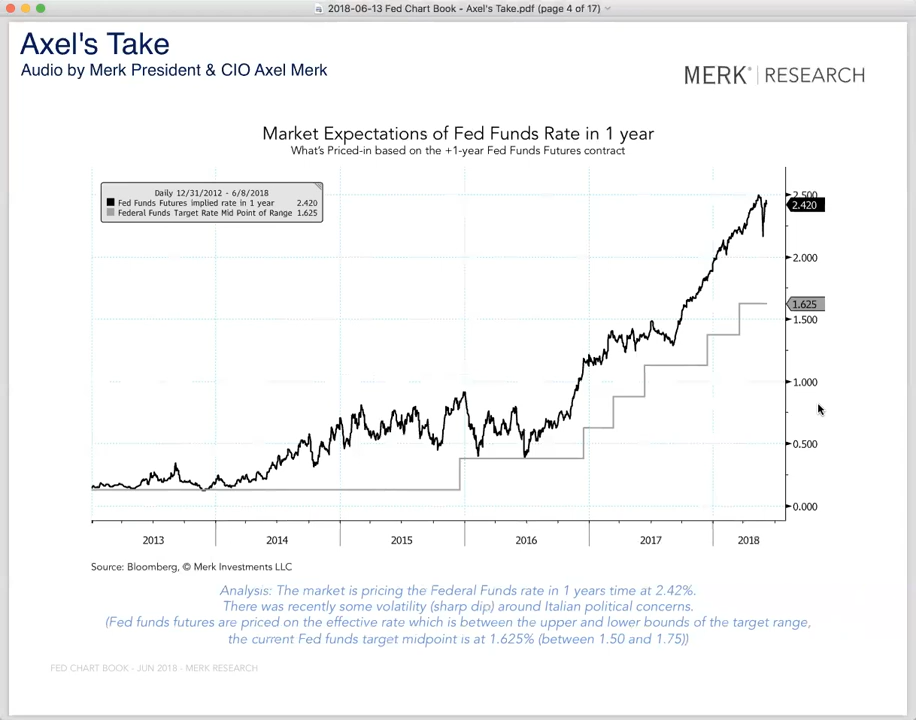 2018-06-13 Fed Chart Book - Axel's Take.pdf (page 4 of 17)
Axel's Take
Audio by Merk President & CIO Axel Merk
MERK® | RESEARCH
Market Expectations of Fed Funds Rate in 1 year
What's Priced-in based on the +1-year Fed Funds Futures contract
Daily 12/31/2012 - 6/8/2018
Fed Funds Futures implied rate in 1 year 2.420
Federal Funds Target Rate Mid Point of Range 1.625
2.500
2.420
2.000
1.625
1.500
1.000
0.500
0.000
2013 2014 2015 2016 2017 2018
Source: Bloomberg, © Merk Investments LLC
Analysis: The market is pricing the Federal Funds rate in 1 years time at 2.42%.
There was recently some volatility (sharp dip) around Italian political concerns.
(Fed funds futures are priced on the effective rate which is between the upper and lower bounds of the target range,
the current Fed funds target midpoint is at 1.625% (between 1.50 and 1.75))
FED CHART BOOK - JUN 2018 - MERK RESEARCH